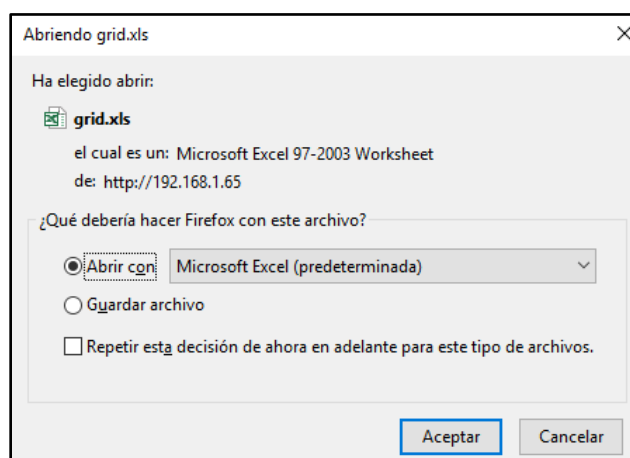 Abriendo grid.xls
Ha elegido abrir:
grid.xls
el cual es un: Microsoft Excel 97-2003 Worksheet
de: http://192.168.1.65
¿Qué debería hacer Firefox con este archivo?
Abrir con Microsoft Excel (predeterminada)
Guardar archivo
Repetir esta decisión de ahora en adelante para este tipo de archivos.
Aceptar Cancelar